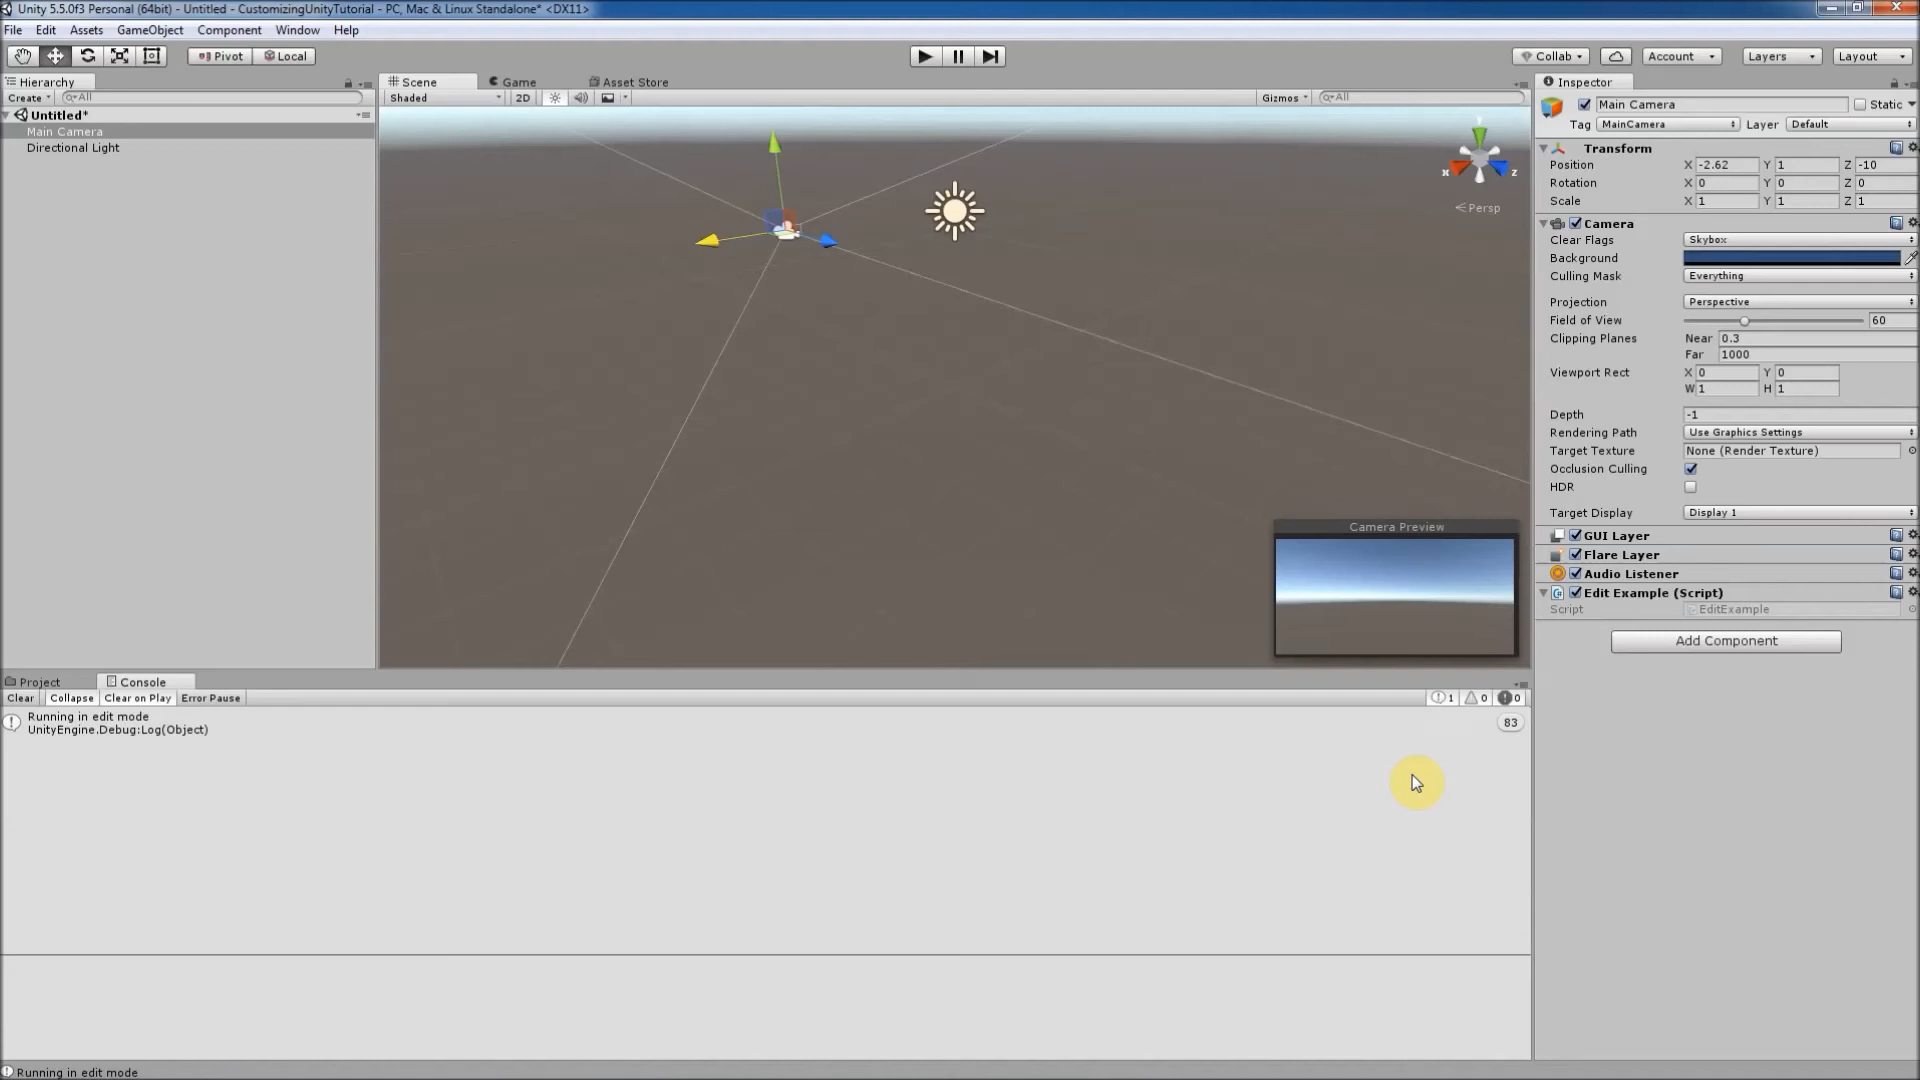 Unity 5.5.0f3 Personal (64bit) - Untitled - CustomizingUnityTutorial - PC, Mac & Linux Standalone* <DX11>
File Edit Assets GameObject Component Window Help
Pivot Local Collab Account Layers Layout
Hierarchy
Create All
Untitled*
Main Camera
Directional Light
Scene Game Asset Store
Shaded 2D Gizmos All
y
x z
Persp
Camera Preview
Inspector
Main Camera Static
Tag MainCamera Layer Default
Transform
Position X -2.62 Y 1 Z -10
Rotation X 0 Y 0 Z 0
Scale X 1 Y 1 Z 1
Camera
Clear Flags Skybox
Background
Culling Mask Everything
Projection Perspective
Field of View 60
Clipping Planes Near 0.3
Far 1000
Viewport Rect X 0 Y 0
W 1 H 1
Depth -1
Rendering Path Use Graphics Settings
Target Texture None (Render Texture)
Occlusion Culling
HDR
Target Display Display 1
GUI Layer
Flare Layer
Audio Listener
Edit Example (Script)
Script EditExample
Add Component
Project Console
Clear Collapse Clear on Play Error Pause 1 0 0
Running in edit mode
UnityEngine.Debug:Log(Object) 83
Running in edit mode